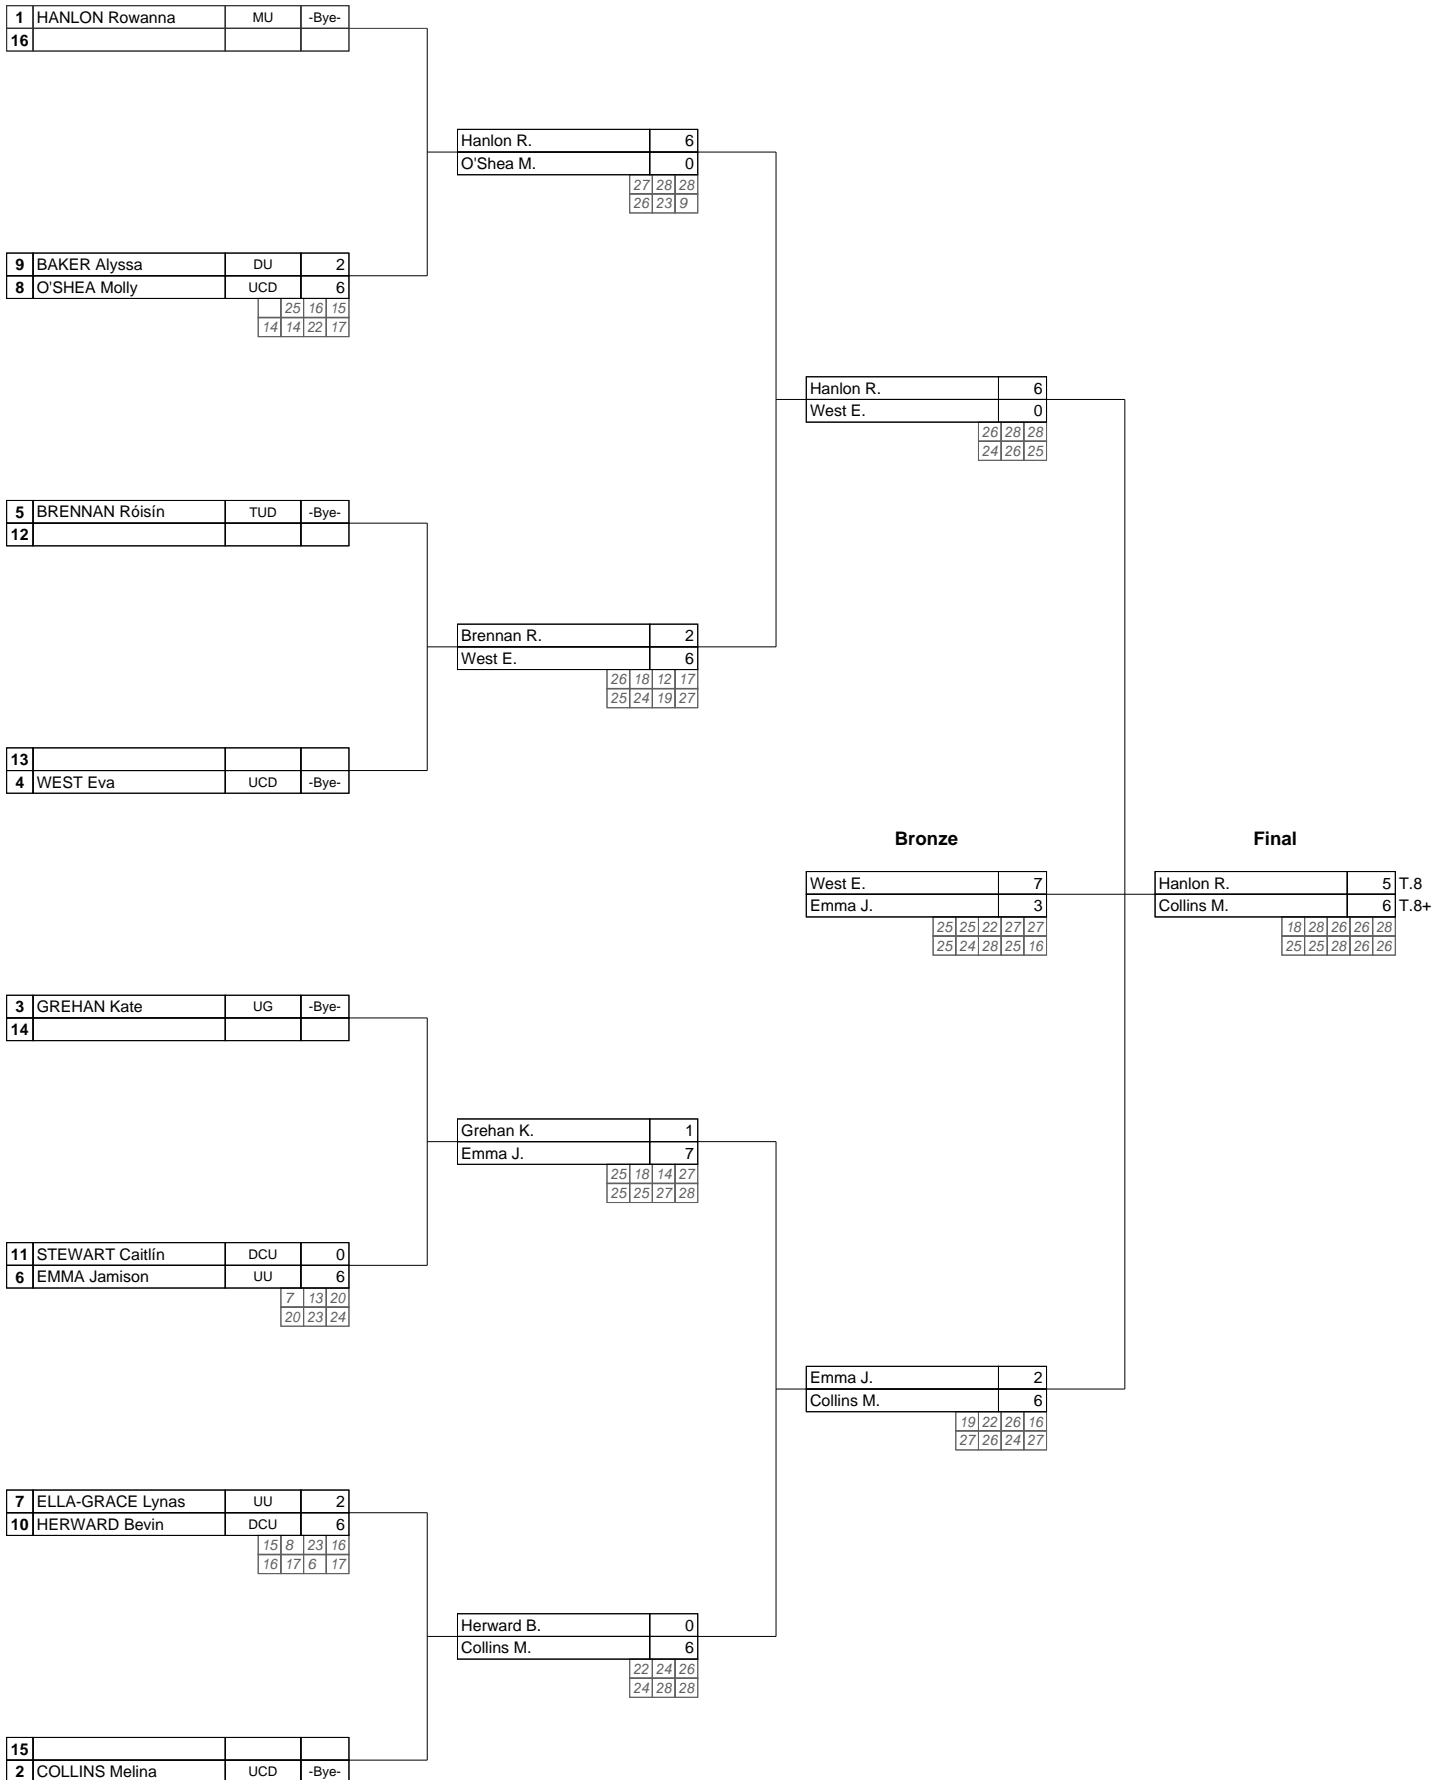 1 HANLON Rowanna MU -Bye-
16
Hanlon R. 6
O'Shea M. 0
27 28 28
26 23 9
9 BAKER Alyssa DU 2
8 O'SHEA Molly UCD 6
25 16 15
14 14 22 17
Hanlon R. 6
West E. 0
26 28 28
24 26 25
5 BRENNAN Róisín TUD -Bye-
12
Brennan R. 2
West E. 6
26 18 12 17
25 24 19 27
13
4 WEST Eva UCD -Bye-
Bronze Final
West E. 7 Hanlon R. 5 T.8
Emma J. 3 Collins M. 6 T.8+
25 25 22 27 27 18 28 26 26 28
25 24 28 25 16 25 25 28 26 26
3 GREHAN Kate UG -Bye-
14
Grehan K. 1
Emma J. 7
25 18 14 27
25 25 27 28
11 STEWART Caitlín DCU 0
6 EMMA Jamison UU 6
7 13 20
20 23 24
Emma J. 2
Collins M. 6
19 22 26 16
27 26 24 27
7 ELLA-GRACE Lynas UU 2
10 HERWARD Bevin DCU 6
15 8 23 16
16 17 6 17
Herward B. 0
Collins M. 6
22 24 26
24 28 28
15
2 COLLINS Melina UCD -Bye-